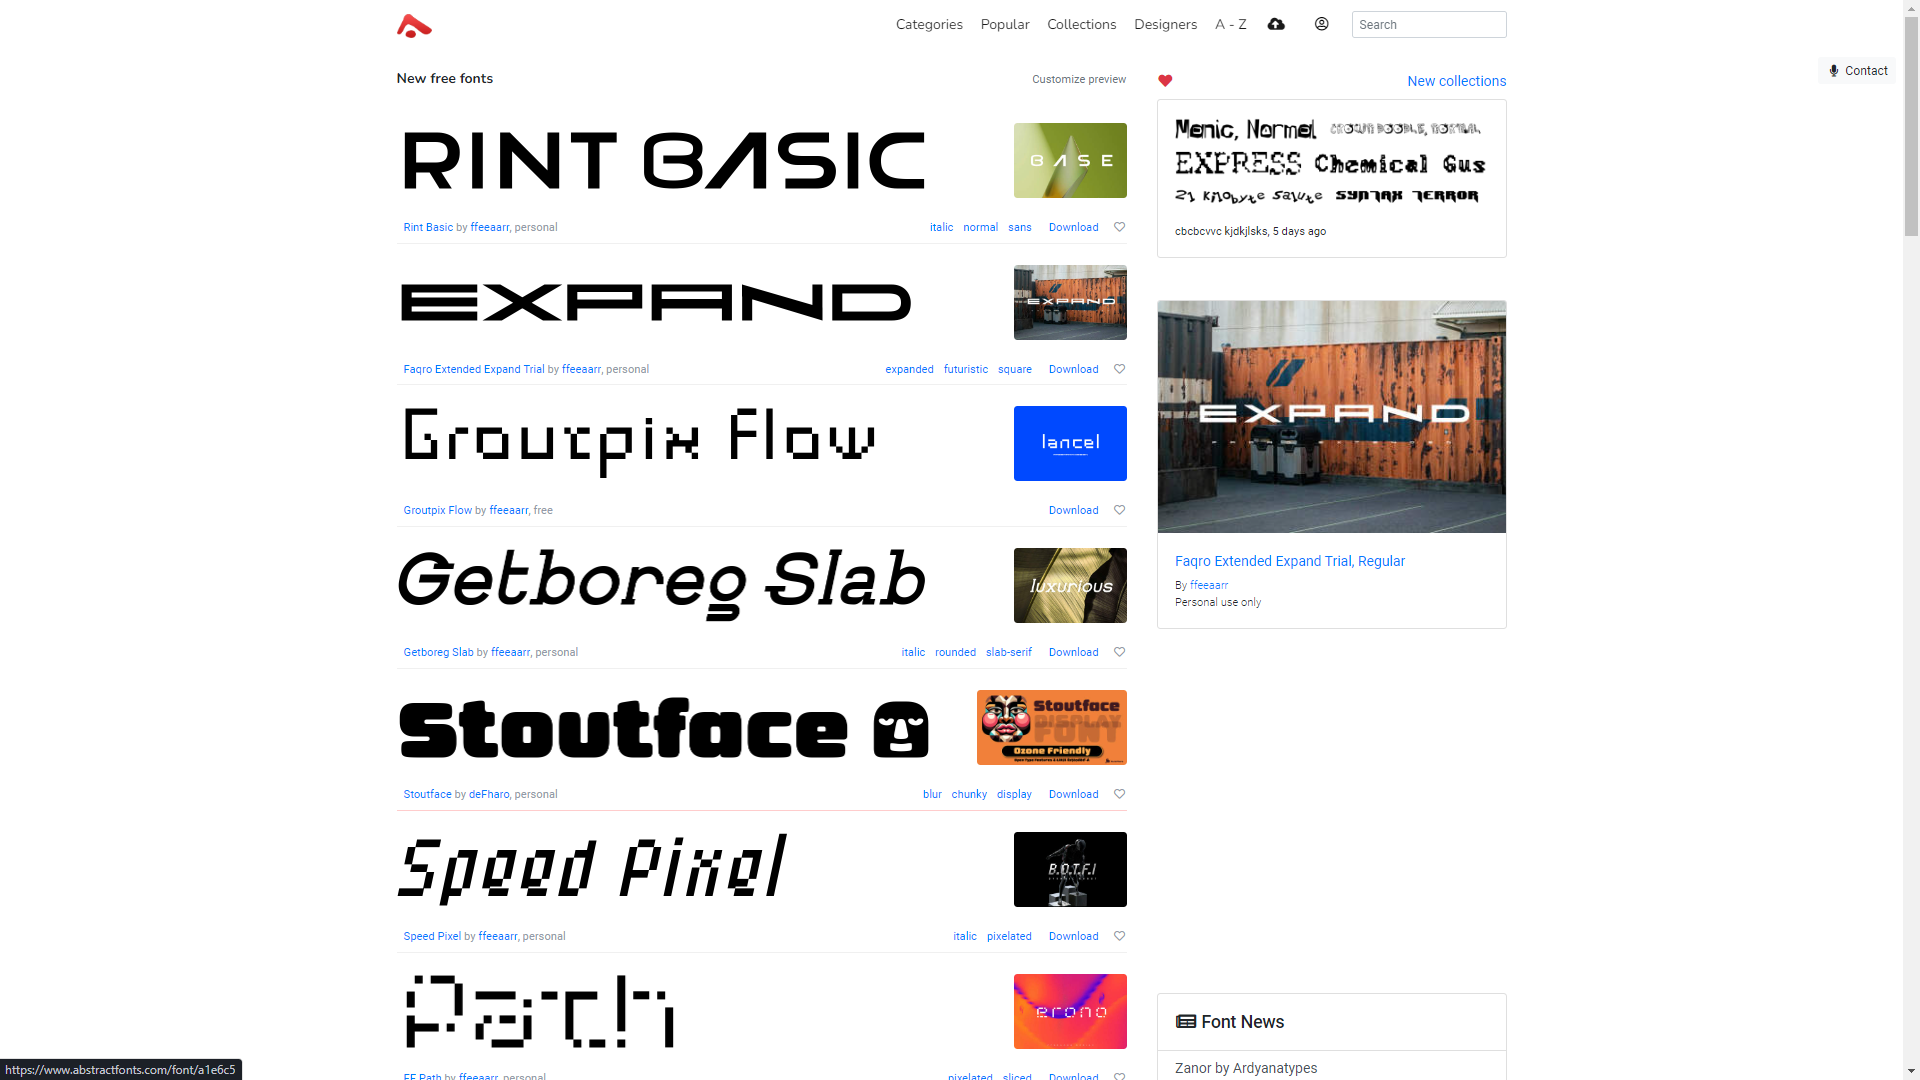 Categories Popular Collections Designers A - Z Search
Contact
New free fonts Customize preview
RINT BASIC
BASE
Rint Basic by ffeeaarr, personal italic normal sans Download
EXPAND
EXPAND
Faqro Extended Expand Trial by ffeeaarr, personal expanded futuristic square Download
Groutpix Flow
lancel
Groutpix Flow by ffeeaarr, free Download
Getboreg Slab
luxurious
Getboreg Slab by ffeeaarr, personal italic rounded slab-serif Download
Stoutface
Stoutface
DISPLAY
FONT
Ozone Friendly
Stoutface by deFharo, personal blur chunky display Download
Speed Pixel
B.O.T.F.I
Speed Pixel by ffeeaarr, personal italic pixelated Download
Path
erono
FF Path by ffeeaarr, personal pixelated sliced Download
New collections
Manic, Normal CROWN DOODLE, NORMAL
EXPRESS Chemical Gus
21 Kilobyte Salute SYNTAX TERROR
cbcbcvvc kjdkjlsks, 5 days ago
EXPAND
Faqro Extended Expand Trial, Regular
By ffeeaarr
Personal use only
Font News
Zanor by Ardyanatypes
https://www.abstractfonts.com/font/a1e6c5